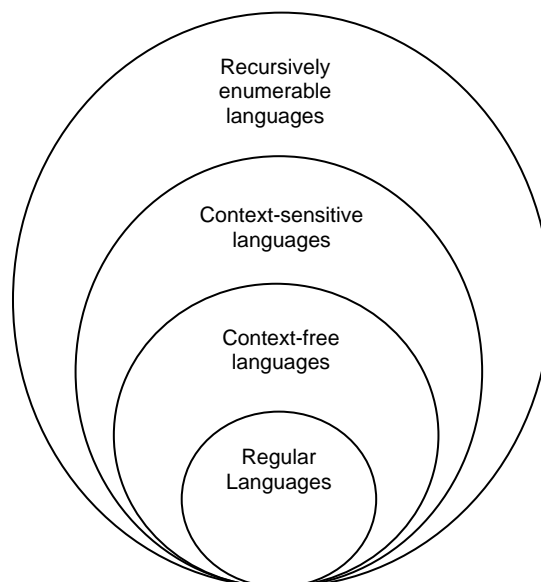 Recursively
enumerable
languages
Context-sensitive
languages
Context-free
languages
Regular
Languages